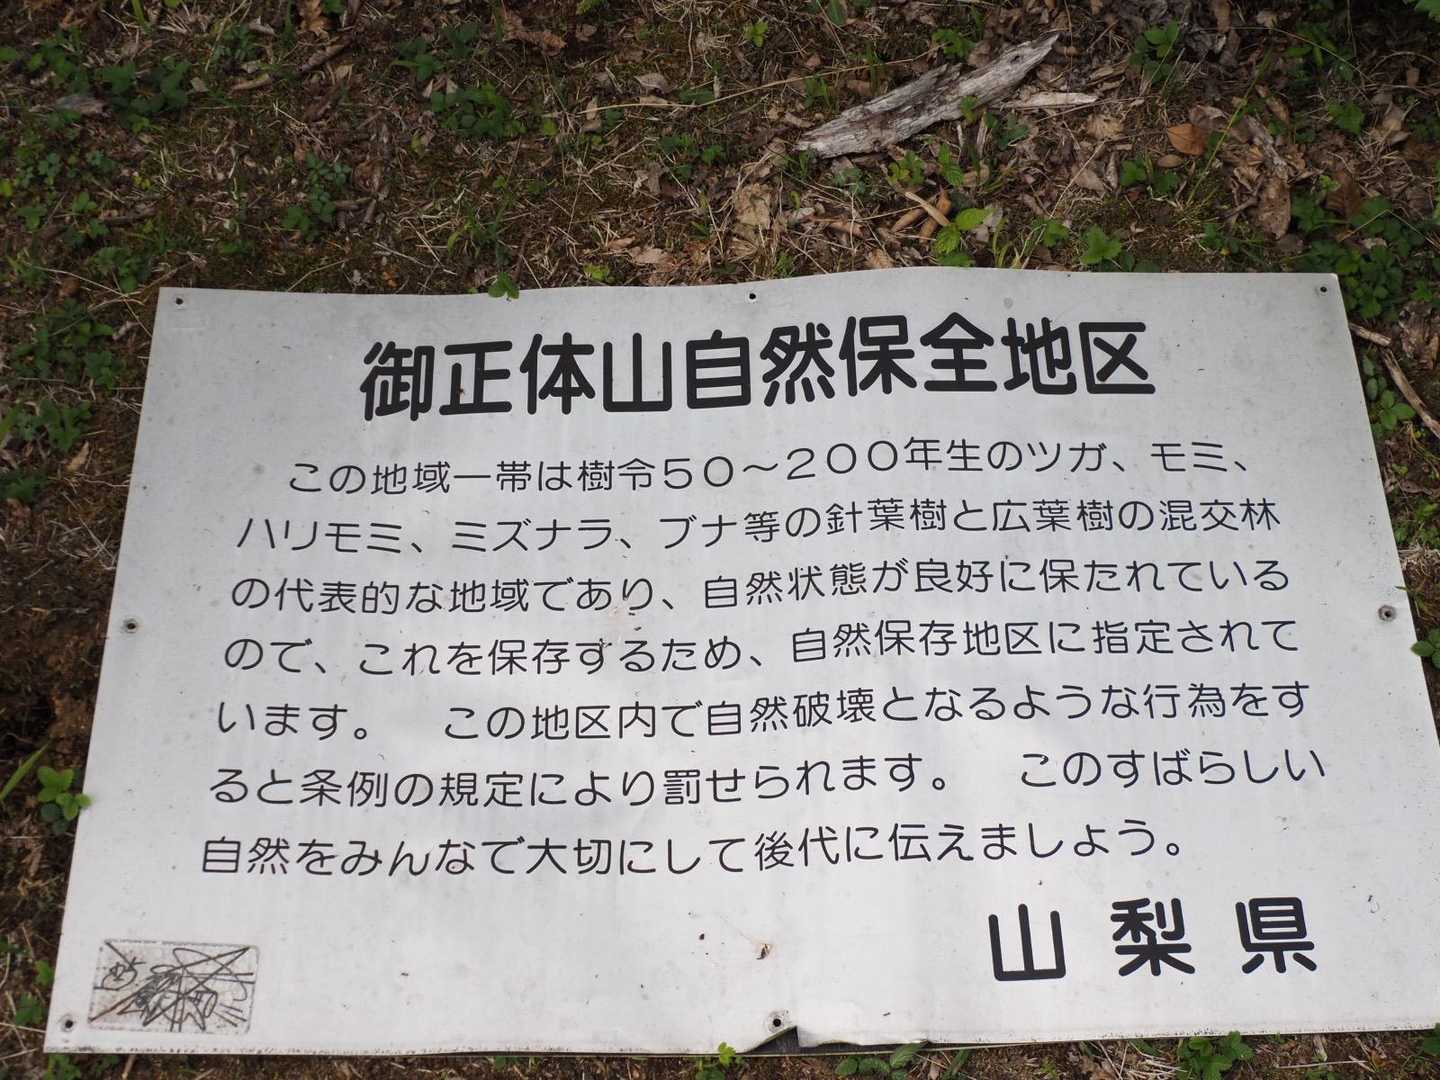 御正体山自然保全地区
この地域一帯は樹令５０～２００年生のツガ、モミ、
ハリモミ、ミズナラ、ブナ等の針葉樹と広葉樹の混交林
の代表的な地域であり、自然状態が良好に保たれている
ので、これを保存するため、自然保存地区に指定されて
います。　この地区内で自然破壊となるような行為をす
ると条例の規定により罰せられます。　このすばらしい
自然をみんなで大切にして後代に伝えましょう。
山梨県